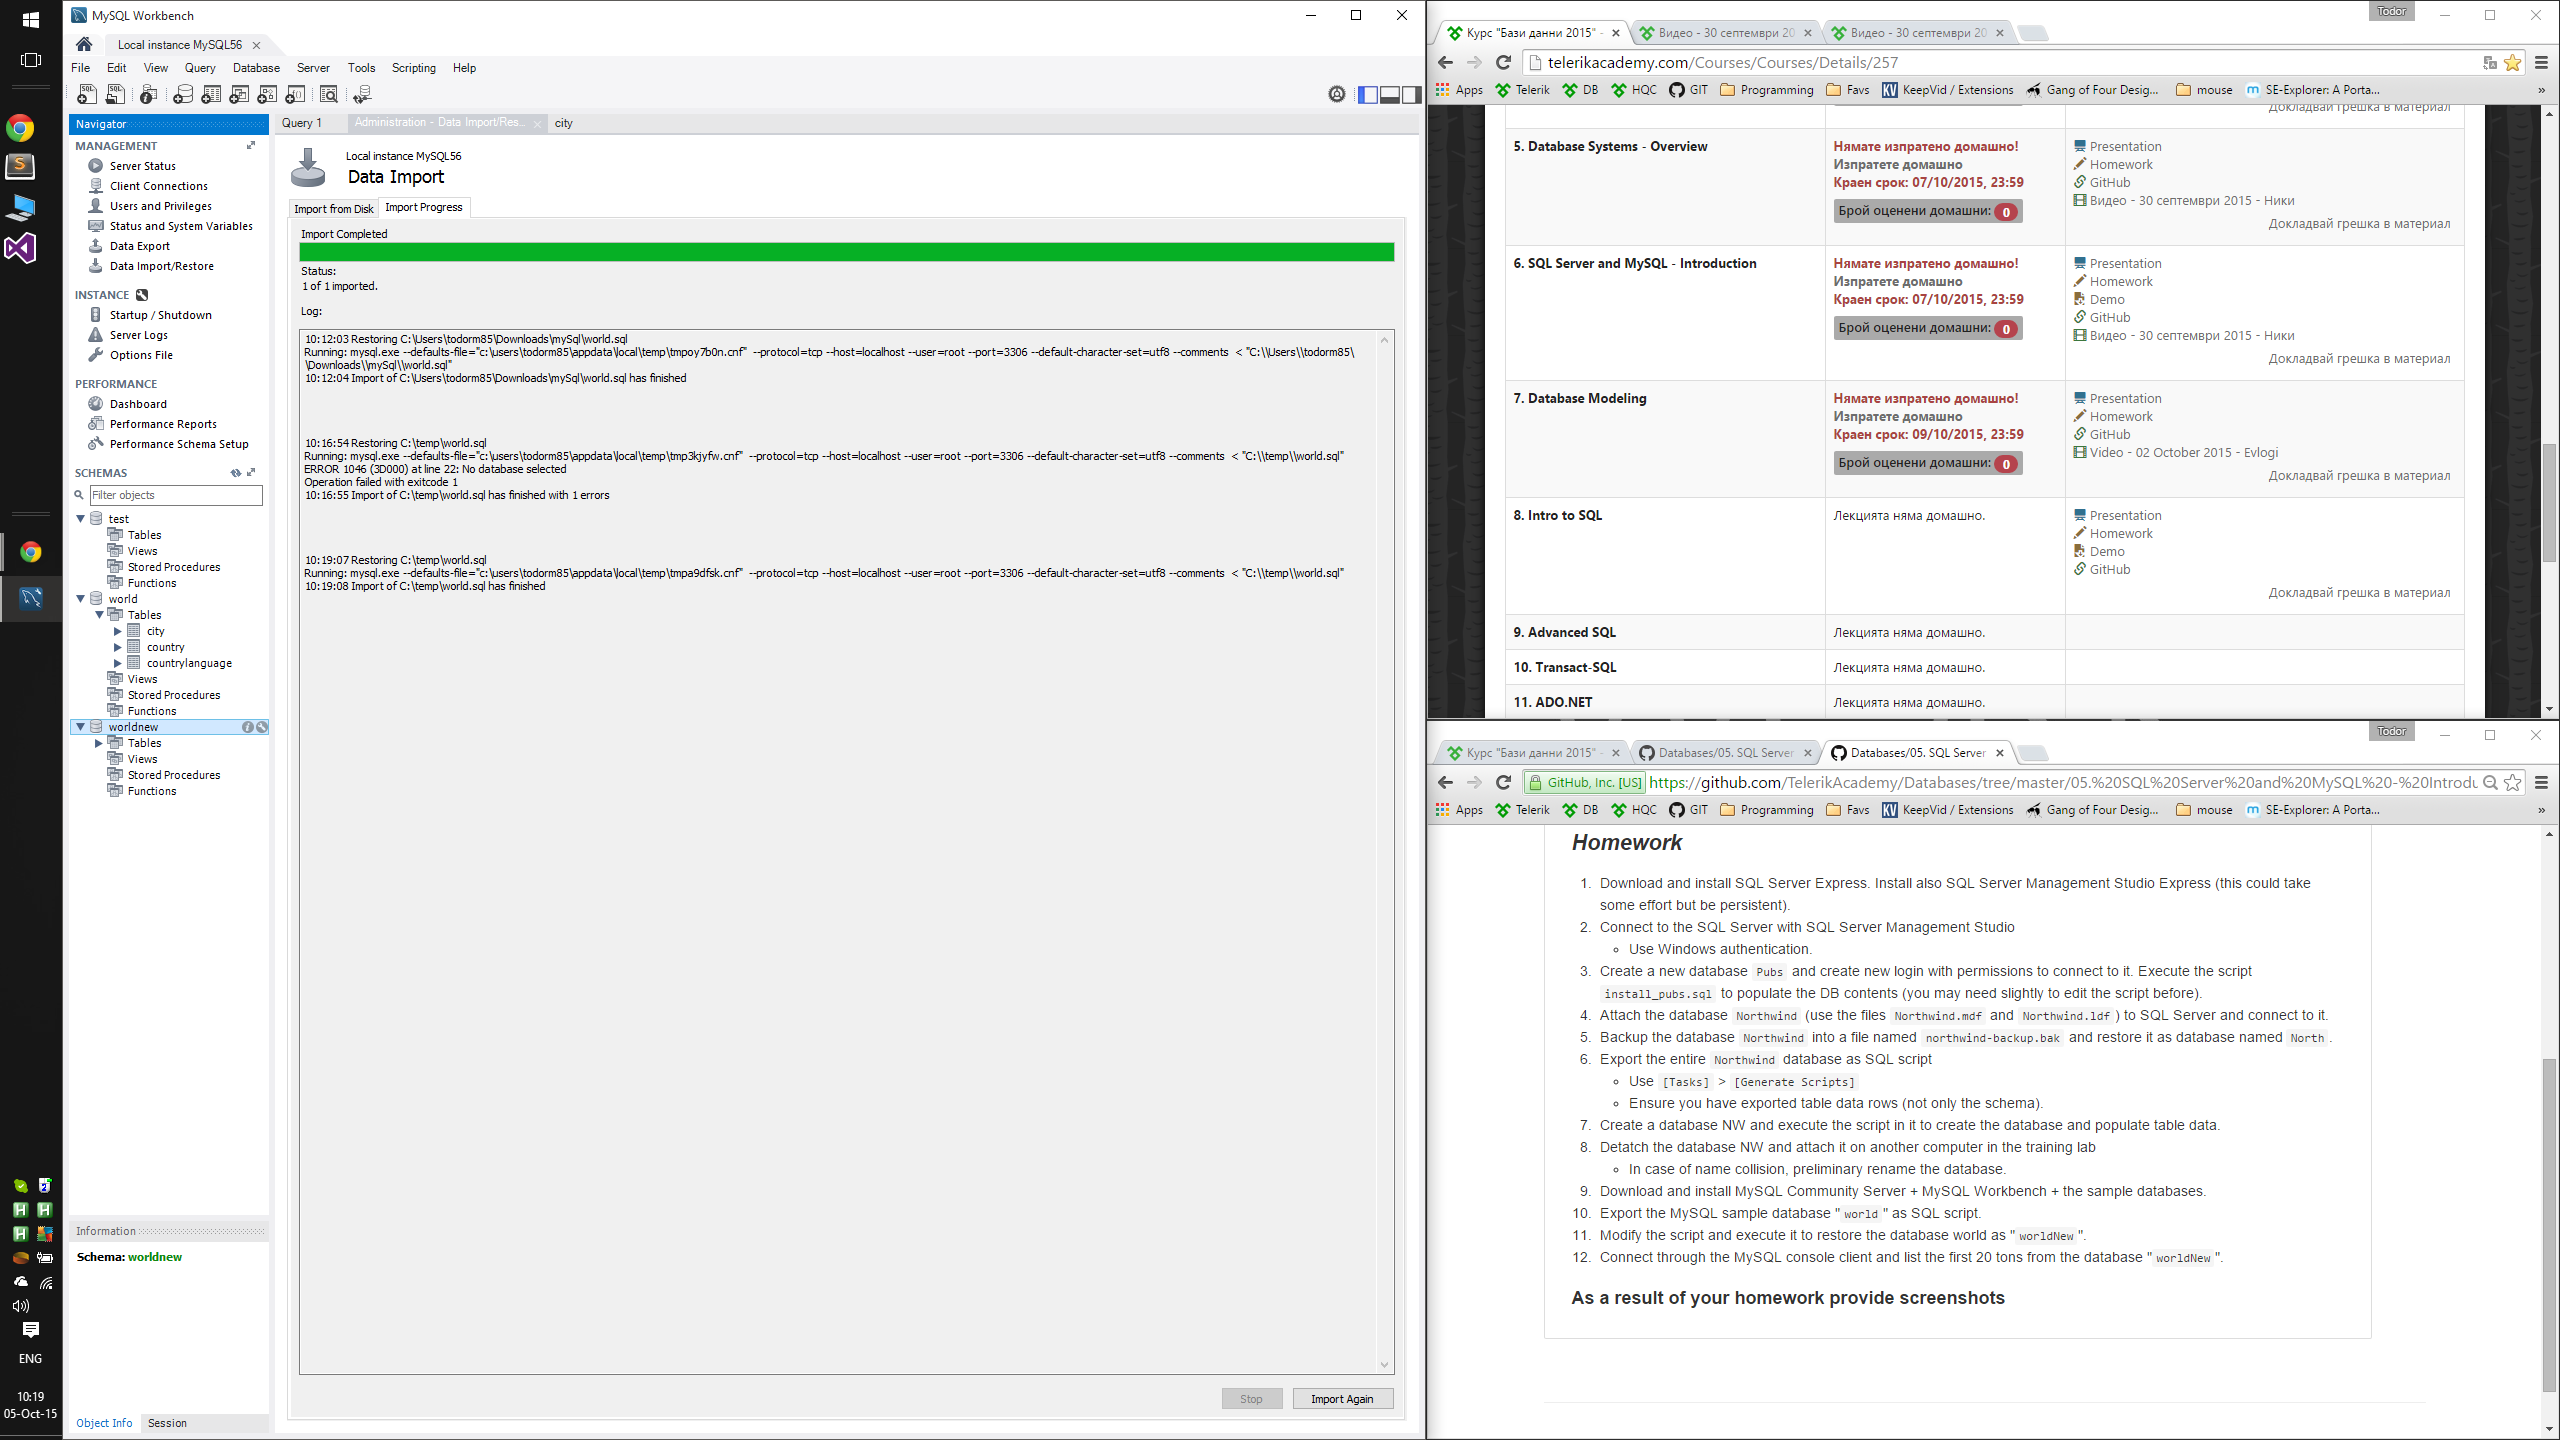 MySQL Workbench
Local instance MySQL56
File Edit View Query Database Server Tools Scripting Help
Navigator
MANAGEMENT
Server Status
Client Connections
Users and Privileges
Status and System Variables
Data Export
Data Import/Restore
INSTANCE
Startup / Shutdown
Server Logs
Options File
PERFORMANCE
Dashboard
Performance Reports
Performance Schema Setup
SCHEMAS
Filter objects
test
Tables
Views
Stored Procedures
Functions
world
Tables
city
country
countrylanguage
Views
Stored Procedures
Functions
worldnew
Tables
Views
Stored Procedures
Functions
Information
Schema: worldnew
Object Info Session
ENG
10:19
05-Oct-15
Query 1 Administration - Data Import/Res... city
Local instance MySQL56
Data Import
Import from Disk Import Progress
Import Completed
Status:
1 of 1 imported.
Log:
10:12:03 Restoring C:\Users\todorm85\Downloads\mySql\world.sql
Running: mysql.exe --defaults-file="c:\users\todorm85\appdata\local\temp\tmpoy7b0n.cnf" --protocol=tcp --host=localhost --user=root --port=3306 --default-character-set=utf8 --comments < "C:\\Users\\todorm85\
\Downloads\\mySql\\world.sql"
10:12:04 Import of C:\Users\todorm85\Downloads\mySql\world.sql has finished
10:16:54 Restoring C:\temp\world.sql
Running: mysql.exe --defaults-file="c:\users\todorm85\appdata\local\temp\tmp3kjyfw.cnf" --protocol=tcp --host=localhost --user=root --port=3306 --default-character-set=utf8 --comments < "C:\\temp\\world.sql"
ERROR 1046 (3D000) at line 22: No database selected
Operation failed with exitcode 1
10:16:55 Import of C:\temp\world.sql has finished with 1 errors
10:19:07 Restoring C:\temp\world.sql
Running: mysql.exe --defaults-file="c:\users\todorm85\appdata\local\temp\tmpa9dfsk.cnf" --protocol=tcp --host=localhost --user=root --port=3306 --default-character-set=utf8 --comments < "C:\\temp\\world.sql"
10:19:08 Import of C:\temp\world.sql has finished
Stop Import Again
Todor
Курс "Бази данни 2015" - Видео - 30 септември 20 Видео - 30 септември 20
telerikacademy.com/Courses/Courses/Details/257
Apps Telerik DB HQC GIT Programming Favs KeepVid / Extensions Gang of Four Desig... mouse SE-Explorer: A Porta... »
Докладвай грешка в материал
5. Database Systems - Overview
Нямате изпратено домашно!
Изпратете домашно
Краен срок: 07/10/2015, 23:59
Брой оценени домашни: 0
Presentation
Homework
GitHub
Видео - 30 септември 2015 - Ники
Докладвай грешка в материал
6. SQL Server and MySQL - Introduction
Нямате изпратено домашно!
Изпратете домашно
Краен срок: 07/10/2015, 23:59
Брой оценени домашни: 0
Presentation
Homework
Demo
GitHub
Видео - 30 септември 2015 - Ники
Докладвай грешка в материал
7. Database Modeling
Нямате изпратено домашно!
Изпратете домашно
Краен срок: 09/10/2015, 23:59
Брой оценени домашни: 0
Presentation
Homework
GitHub
Video - 02 October 2015 - Evlogi
Докладвай грешка в материал
8. Intro to SQL
Лекцията няма домашно.
Presentation
Homework
Demo
GitHub
Докладвай грешка в материал
9. Advanced SQL Лекцията няма домашно.
10. Transact-SQL Лекцията няма домашно.
11. ADO.NET Лекцията няма домашно.
Todor
Курс "Бази данни 2015" - Databases/05. SQL Server Databases/05. SQL Server
GitHub, Inc. [US] https://github.com/TelerikAcademy/Databases/tree/master/05.%20SQL%20Server%20and%20MySQL%20-%20Introdu
Apps Telerik DB HQC GIT Programming Favs KeepVid / Extensions Gang of Four Desig... mouse SE-Explorer: A Porta... »
Homework
1. Download and install SQL Server Express. Install also SQL Server Management Studio Express (this could take
some effort but be persistent).
2. Connect to the SQL Server with SQL Server Management Studio
Use Windows authentication.
3. Create a new database Pubs and create new login with permissions to connect to it. Execute the script
install_pubs.sql to populate the DB contents (you may need slightly to edit the script before).
4. Attach the database Northwind (use the files Northwind.mdf and Northwind.ldf ) to SQL Server and connect to it.
5. Backup the database Northwind into a file named northwind-backup.bak and restore it as database named North .
6. Export the entire Northwind database as SQL script
Use [Tasks] > [Generate Scripts]
Ensure you have exported table data rows (not only the schema).
7. Create a database NW and execute the script in it to create the database and populate table data.
8. Detatch the database NW and attach it on another computer in the training lab
In case of name collision, preliminary rename the database.
9. Download and install MySQL Community Server + MySQL Workbench + the sample databases.
10. Export the MySQL sample database " world " as SQL script.
11. Modify the script and execute it to restore the database world as " worldNew ".
12. Connect through the MySQL console client and list the first 20 tons from the database " worldNew ".
As a result of your homework provide screenshots